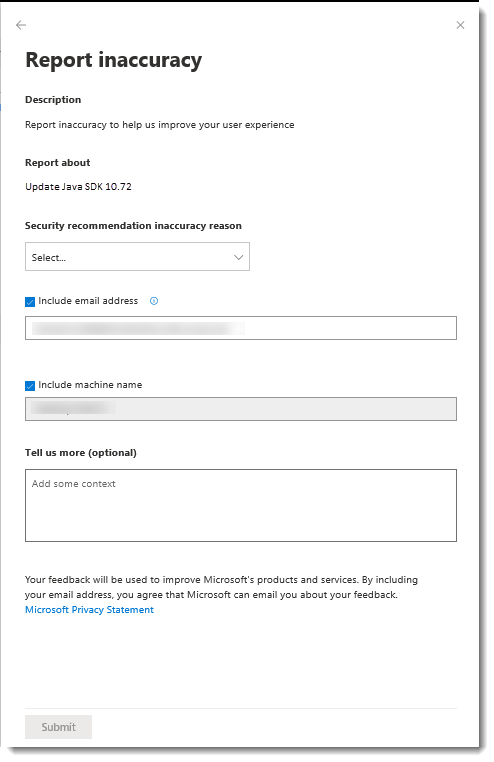 Report inaccuracy
Description
Report inaccuracy to help us improve your user experience
Report about
Update Java SDK 10.72
Security recommendation inaccuracy reason
Select...
Include email address
Include machine name
Tell us more (optional)
Add some context
Your feedback will be used to improve Microsoft's products and services. By including
your email address, you agree that Microsoft can email you about your feedback.
Microsoft Privacy Statement
Submit